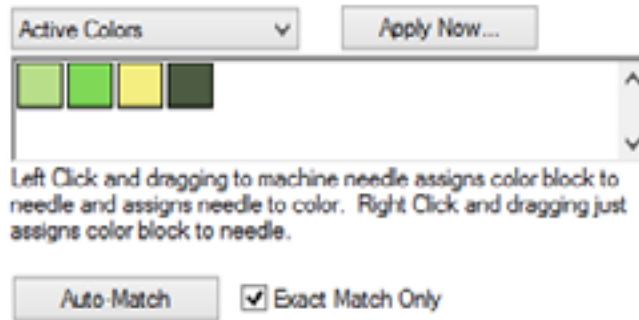 Active Colors
Apply Now...
Left Click and dragging to machine needle assigns color block to
needle and assigns needle to color. Right Click and dragging just
assigns color block to needle.
Auto-Match
Exact Match Only